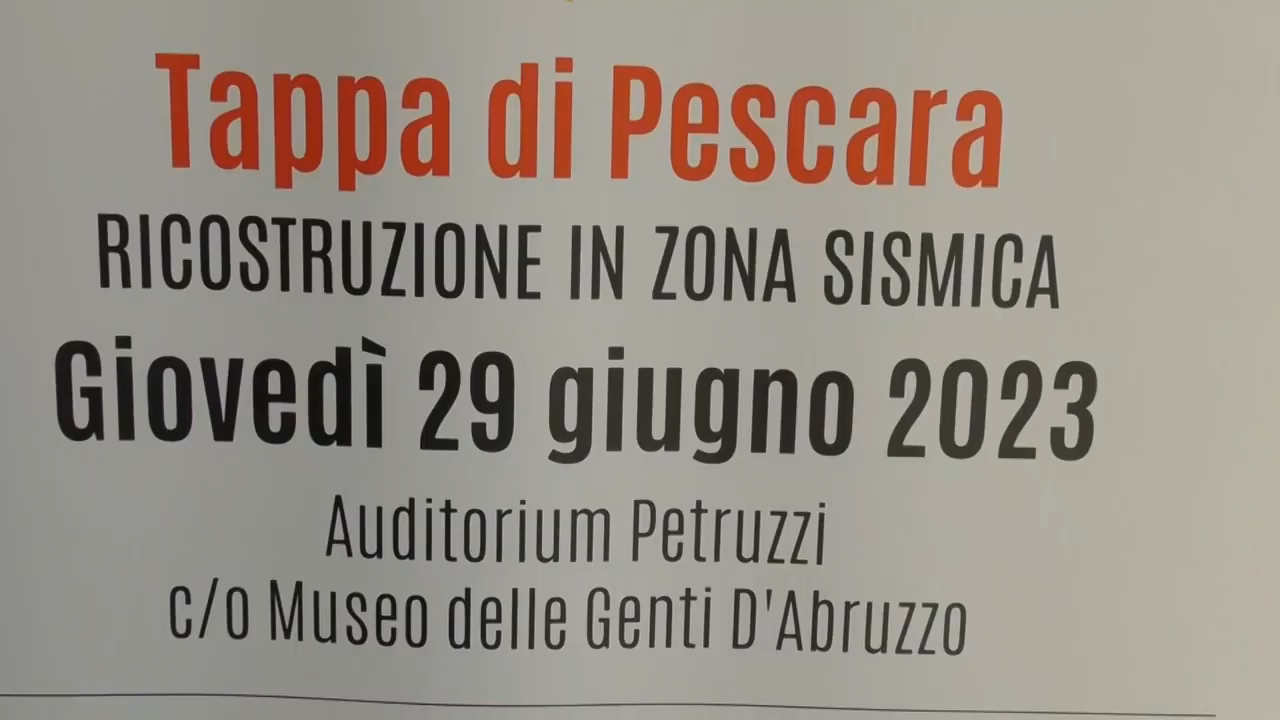 Tappa di Pescara
RICOSTRUZIONE IN ZONA SISMICA
Giovedì 29 giugno 2023
Auditorium Petruzzi
c/o Museo delle Genti D'Abruzzo